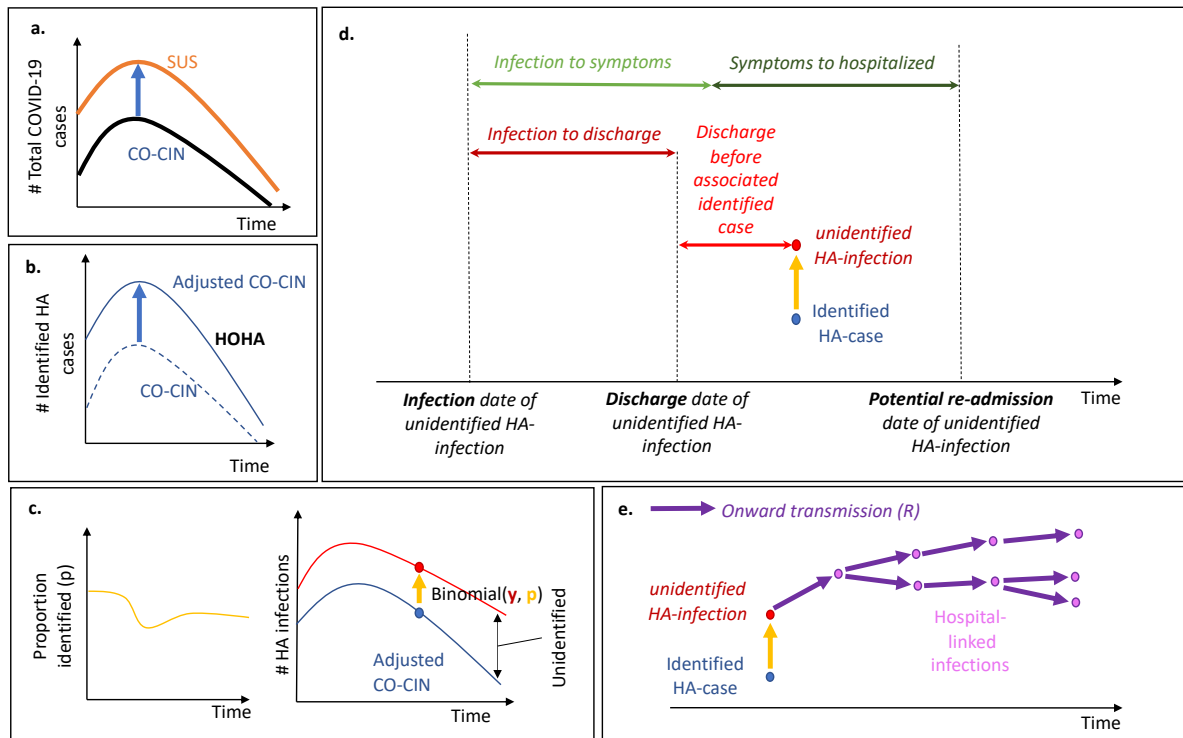 a.
# Total COVID-19
cases
SUS
CO-CIN
Time
b.
# Identified HA
cases
Adjusted CO-CIN
HOHA
CO-CIN
Time
c.
Proportion
identified (p)
Time
# HA infections
Binomial(y, p)
Adjusted
CO-CIN
Unidentified
Time
d.
Infection to symptoms
Symptoms to hospitalized
Infection to discharge
Discharge
before
associated
identified
case
unidentified
HA-infection
Identified
HA-case
Time
Infection date of
unidentified HA-
infection
Discharge date of
unidentified HA-
infection
Potential re-admission
date of unidentified
HA-infection
e.
Onward transmission (R)
unidentified
HA-infection
Identified
HA-case
Hospital-
linked
infections
Time